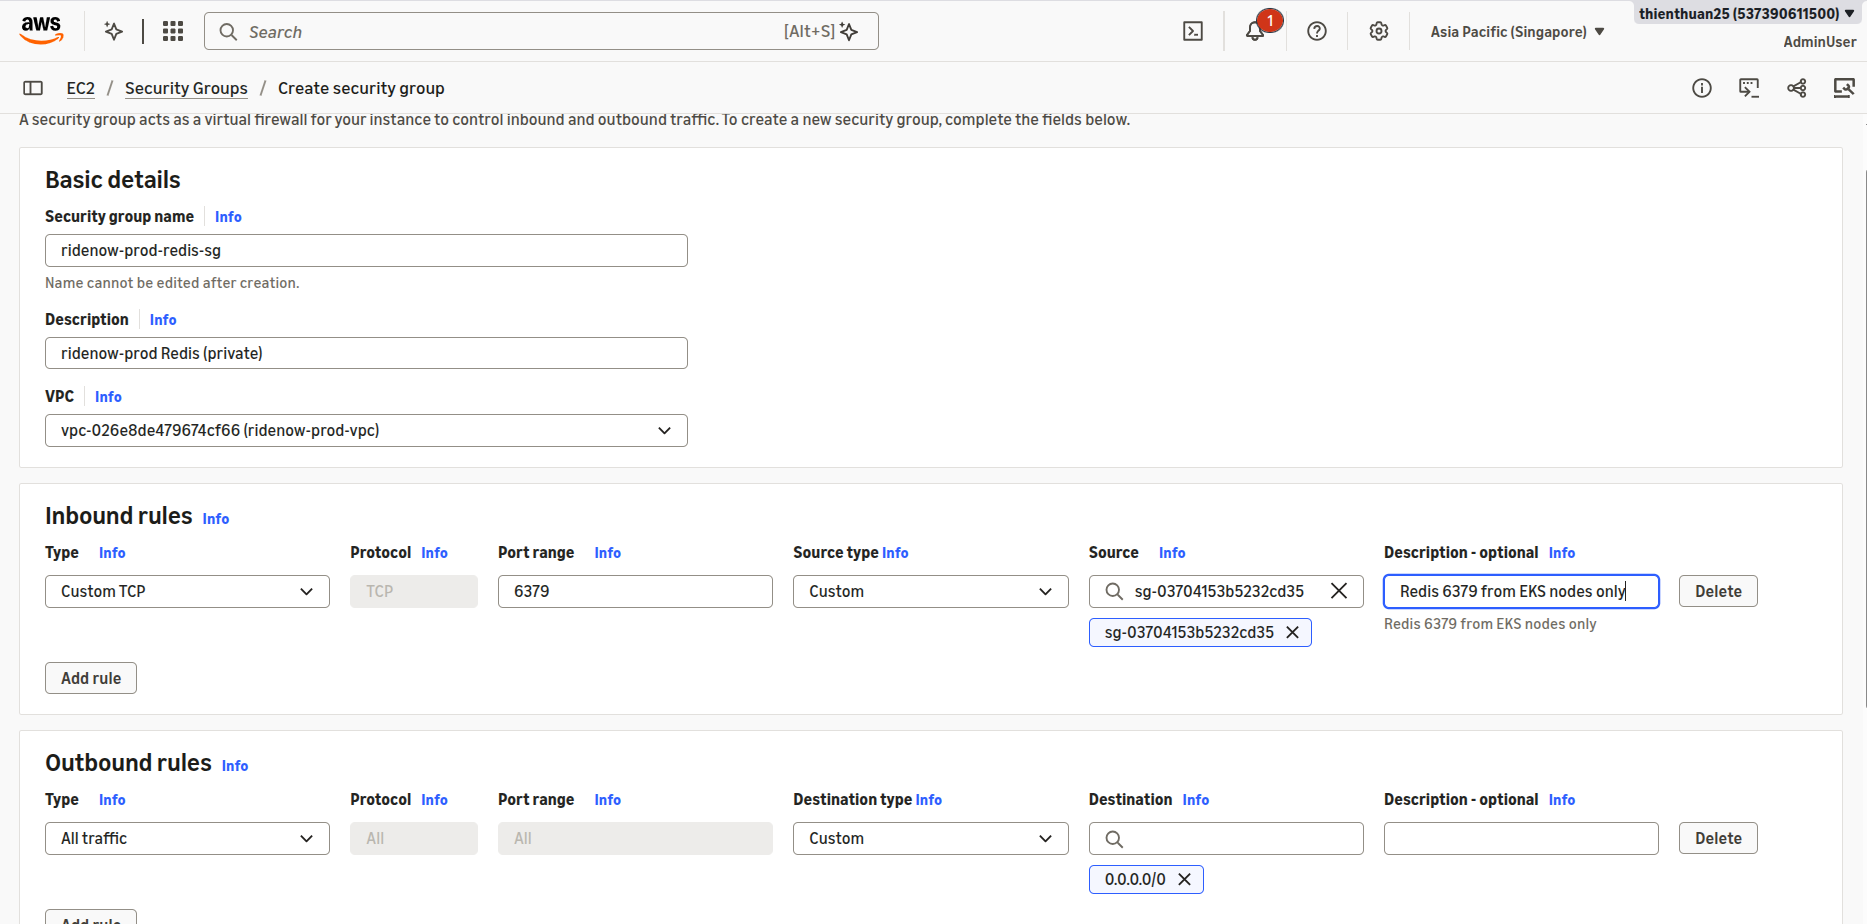 aws
Search [Alt+S]
1
Asia Pacific (Singapore)
thienthuan25 (537390611500)
AdminUser
EC2 / Security Groups / Create security group
A security group acts as a virtual firewall for your instance to control inbound and outbound traffic. To create a new security group, complete the fields below.
Basic details
Security group name Info
ridenow-prod-redis-sg
Name cannot be edited after creation.
Description Info
ridenow-prod Redis (private)
VPC Info
vpc-026e8de479674cf66 (ridenow-prod-vpc)
Inbound rules Info
Type Info Protocol Info Port range Info Source type Info Source Info Description - optional Info
Custom TCP TCP 6379 Custom sg-03704153b5232cd35 Redis 6379 from EKS nodes only Delete
sg-03704153b5232cd35 Redis 6379 from EKS nodes only
Add rule
Outbound rules Info
Type Info Protocol Info Port range Info Destination type Info Destination Info Description - optional Info
All traffic All All Custom Delete
0.0.0.0/0
Add rule